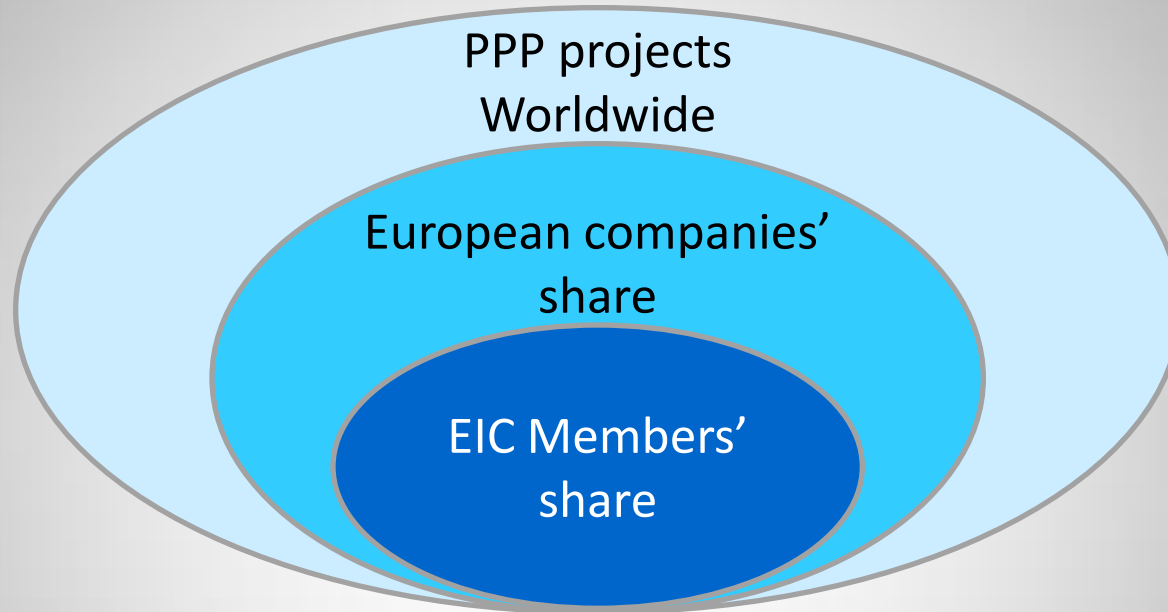 PPP projects
Worldwide
European companies’
share
EIC Members’
share